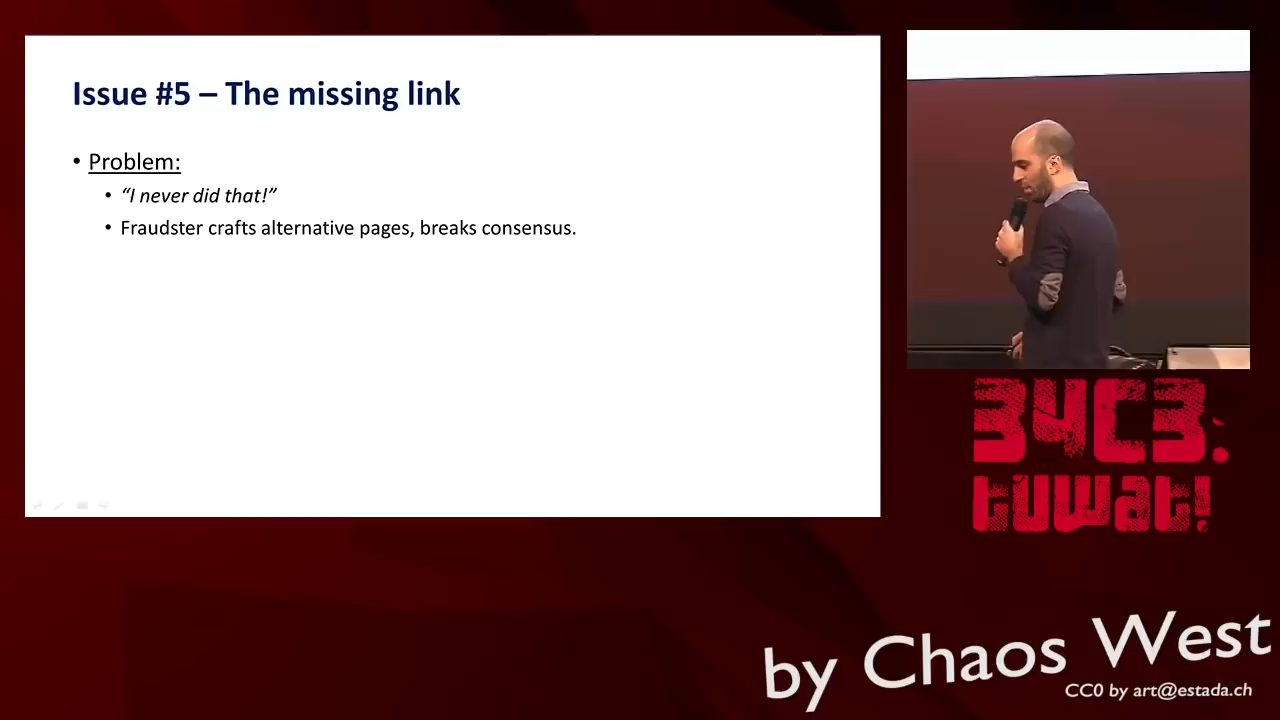 Issue #5 – The missing link
• Problem:
• “I never did that!”
• Fraudster crafts alternative pages, breaks consensus.
34C3.
tuwat!
by Chaos West
CC0 by art@estada.ch